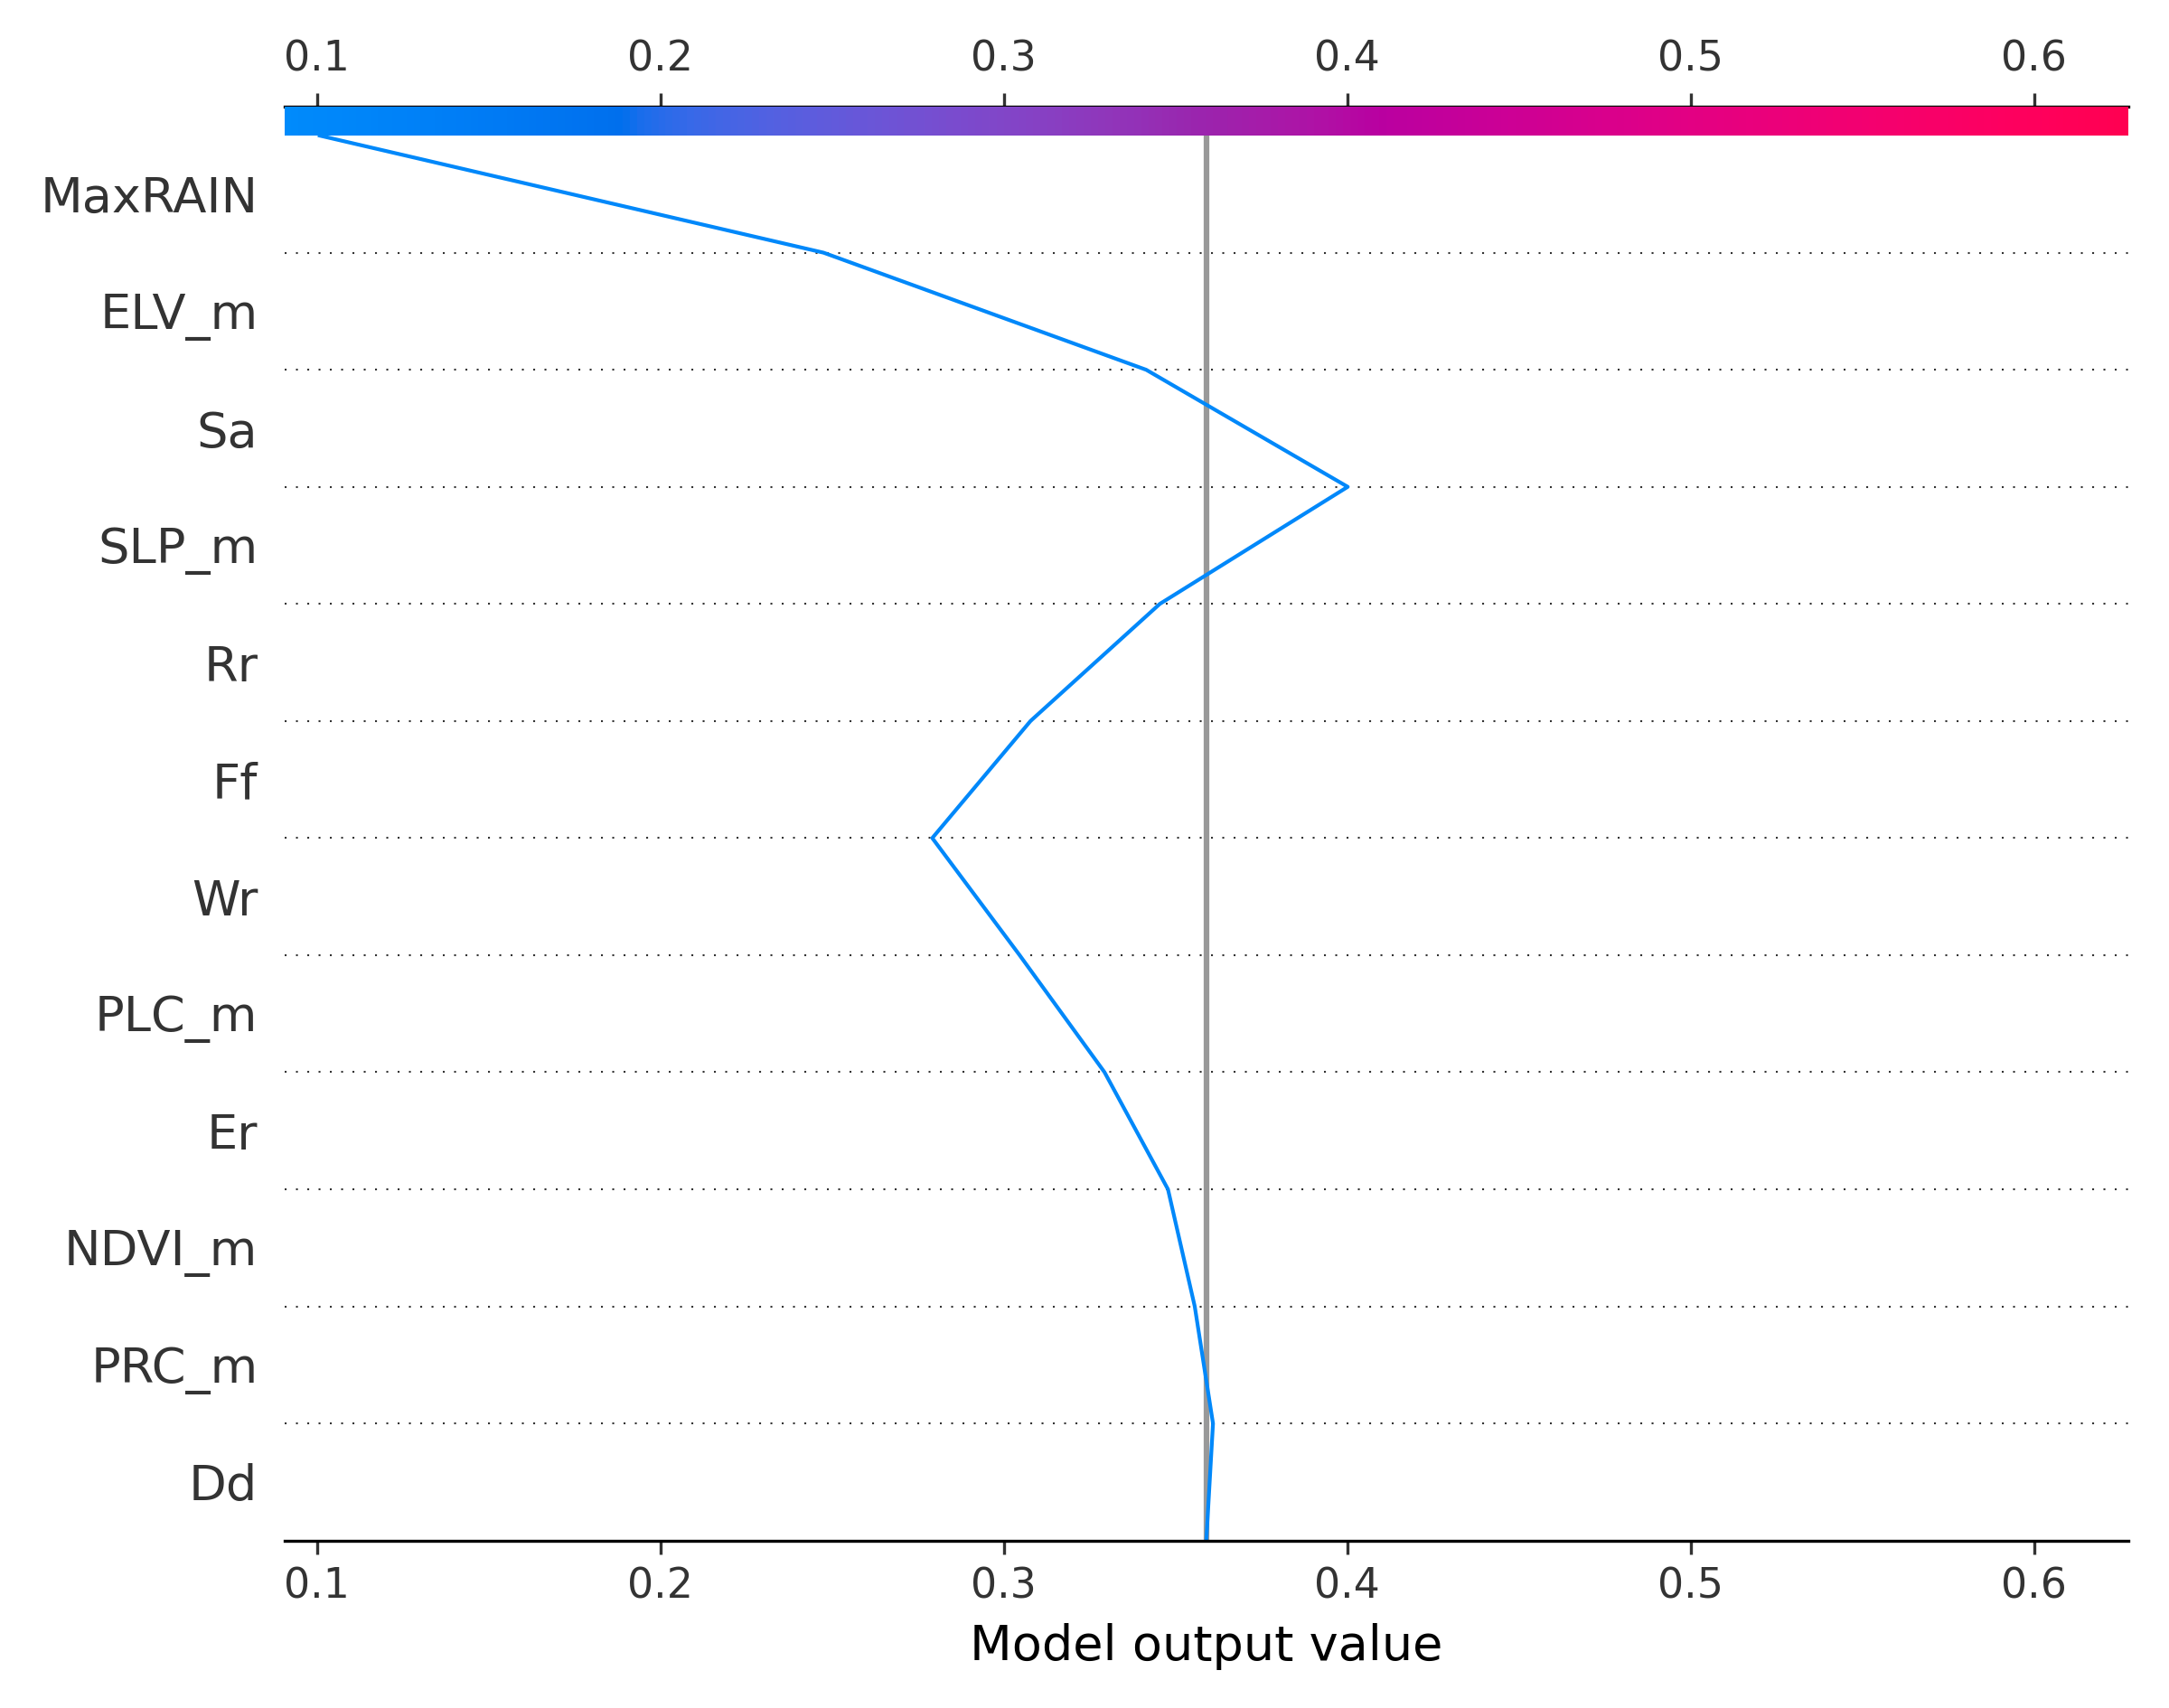 0.1 0.2 0.3 0.4 0.5 0.6
MaxRAIN
ELV_m
Sa
SLP_m
Rr
Ff
Wr
PLC_m
Er
NDVI_m
PRC_m
Dd
0.1 0.2 0.3 0.4 0.5 0.6
Model output value